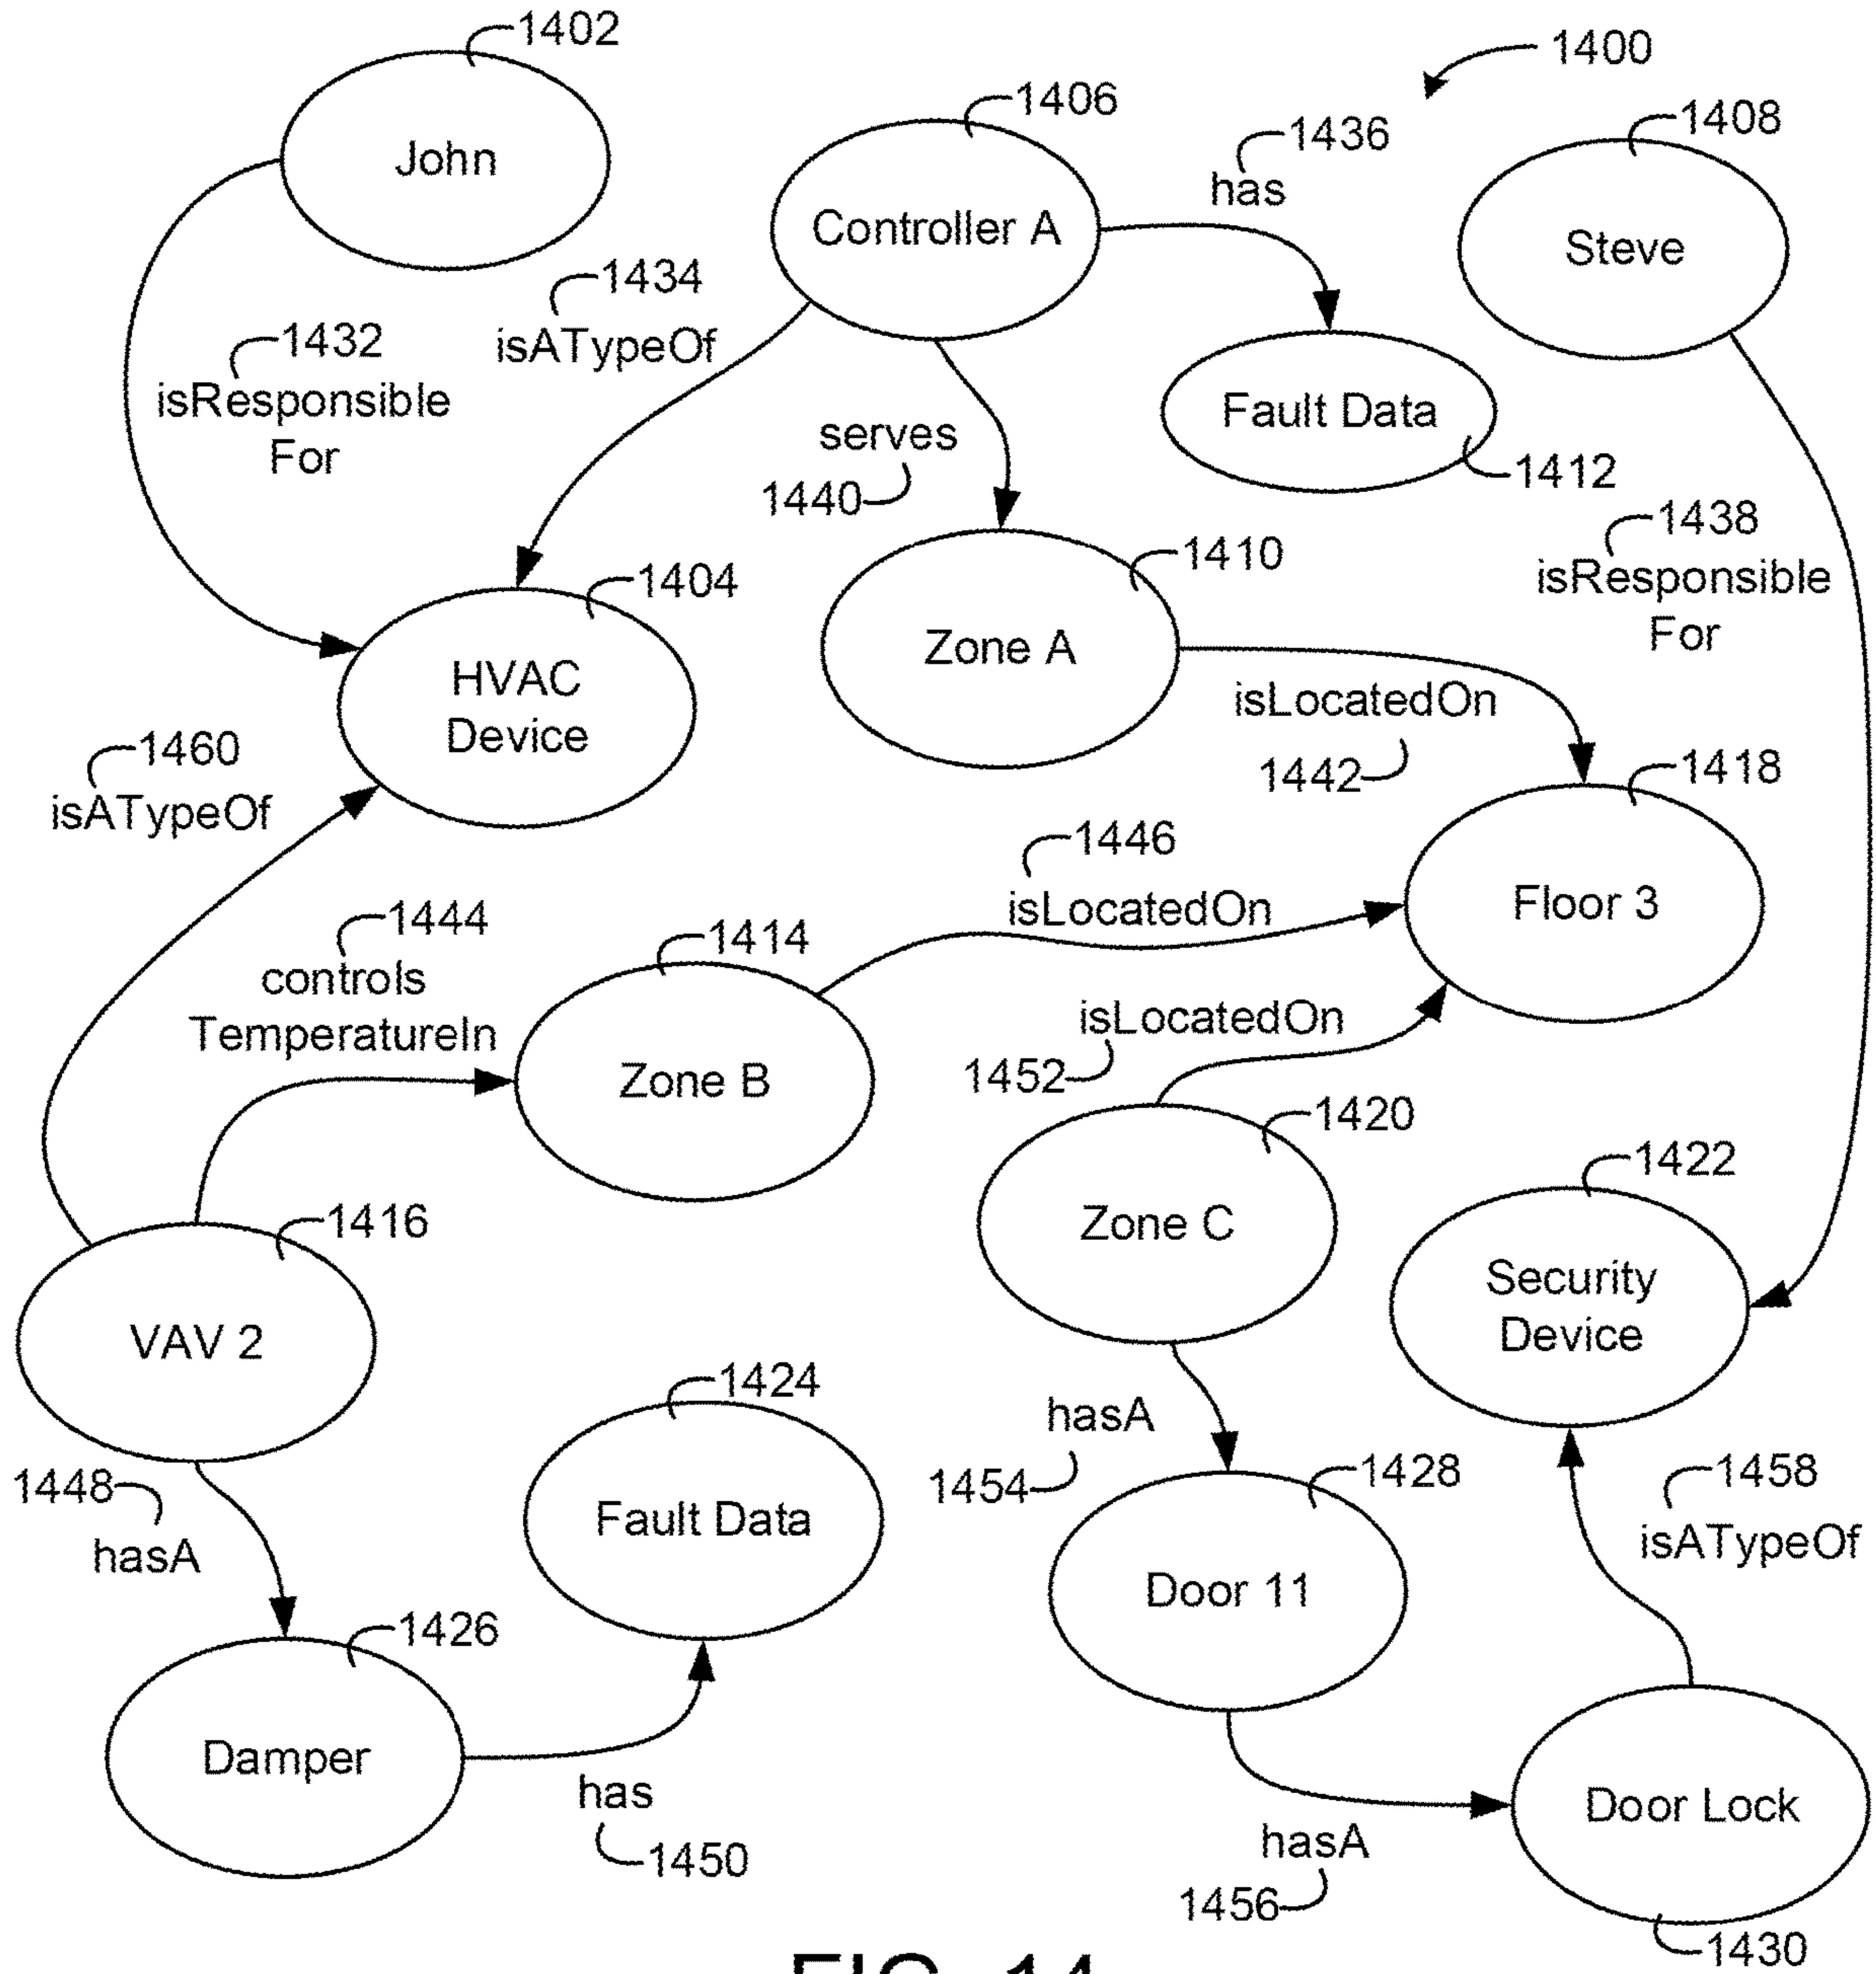 1402
1400
1406
1436
1408
John
has
Controller A
Steve
1434
isATypeOf
1432
isResponsible
For
Fault Data
serves
1440
1412
1438
isResponsible
For
1410
1404
Zone A
HVAC
Device
isLocatedOn
1442
1418
1460
isATypeOf
1446
isLocatedOn
Floor 3
1444
controls
TemperatureIn
1414
isLocatedOn
1452
Zone B
1420
1422
1416
Zone C
Security
Device
VAV 2
1424
hasA
1454
1428
1458
isATypeOf
1448
hasA
Fault Data
Door 11
1426
Damper
has
1450
Door Lock
hasA
1456
1430
FIG. 14